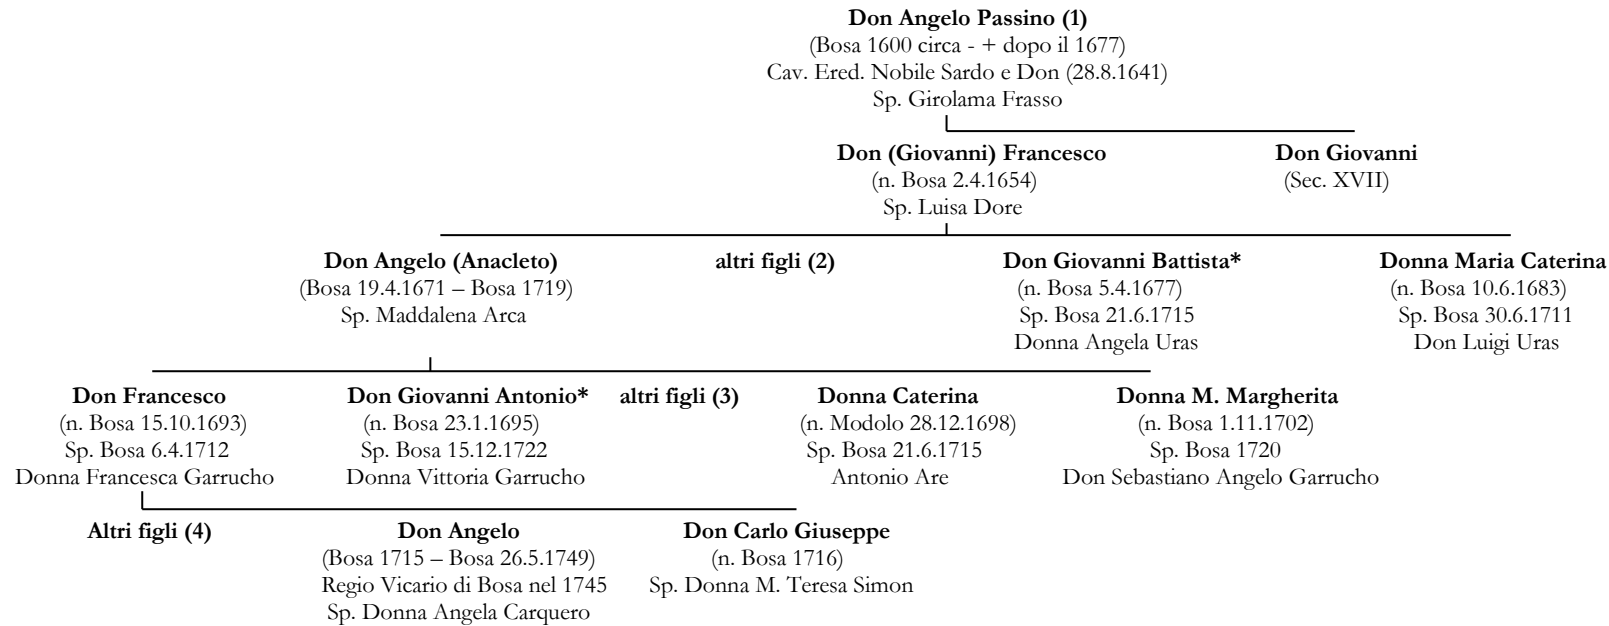 Don Angelo Passino (1)
(Bosa 1600 circa - + dopo il 1677)
Cav. Ered. Nobile Sardo e Don (28.8.1641)
Sp. Girolama Frasso
Don (Giovanni) Francesco
(n. Bosa 2.4.1654)
Sp. Luisa Dore
Don Giovanni
(Sec. XVII)
Don Angelo (Anacleto)
(Bosa 19.4.1671 – Bosa 1719)
Sp. Maddalena Arca
altri figli (2)
Don Giovanni Battista*
(n. Bosa 5.4.1677)
Sp. Bosa 21.6.1715
Donna Angela Uras
Donna Maria Caterina
(n. Bosa 10.6.1683)
Sp. Bosa 30.6.1711
Don Luigi Uras
Don Francesco
(n. Bosa 15.10.1693)
Sp. Bosa 6.4.1712
Donna Francesca Garrucho
Don Giovanni Antonio*
(n. Bosa 23.1.1695)
Sp. Bosa 15.12.1722
Donna Vittoria Garrucho
altri figli (3)
Donna Caterina
(n. Modolo 28.12.1698)
Sp. Bosa 21.6.1715
Antonio Are
Donna M. Margherita
(n. Bosa 1.11.1702)
Sp. Bosa 1720
Don Sebastiano Angelo Garrucho
Altri figli (4)
Don Angelo
(Bosa 1715 – Bosa 26.5.1749)
Regio Vicario di Bosa nel 1745
Sp. Donna Angela Carquero
Don Carlo Giuseppe
(n. Bosa 1716)
Sp. Donna M. Teresa Simon